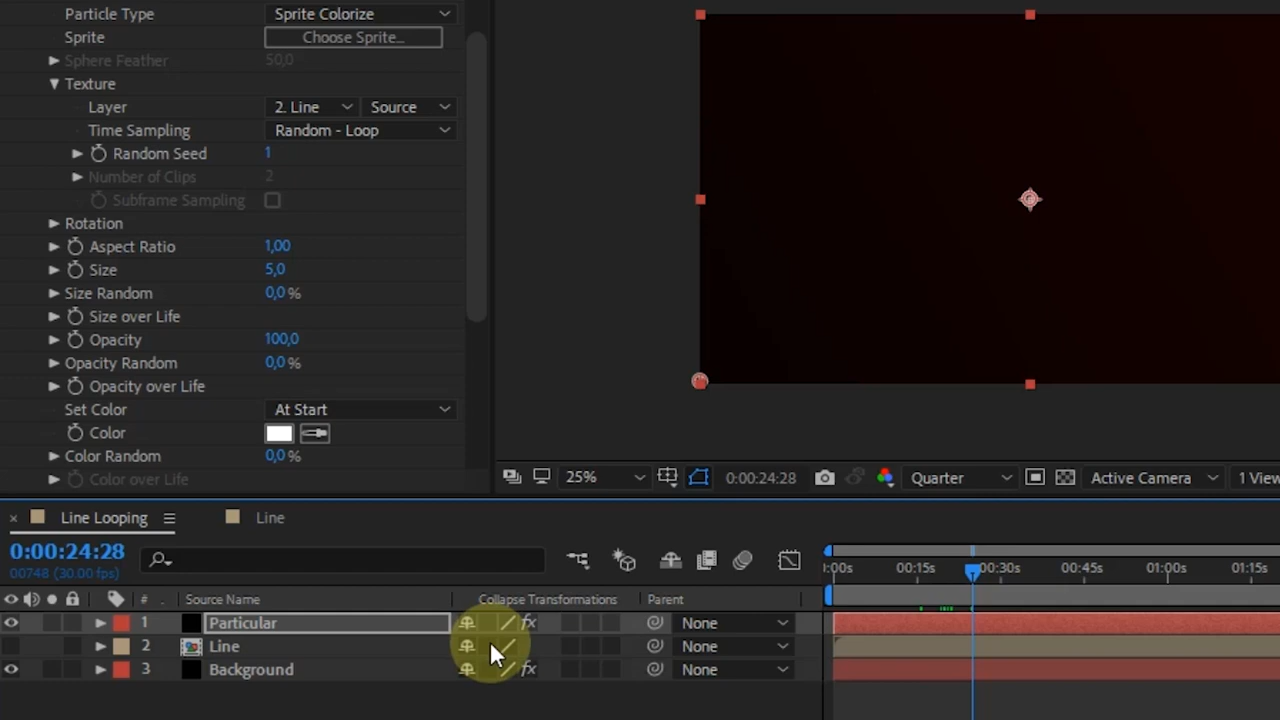 Particle Type Sprite Colorize
Sprite Choose Sprite...
Sphere Feather 50,0
Texture
Layer 2. Line Source
Time Sampling Random - Loop
Random Seed 1
Number of Clips 2
Subframe Sampling
Rotation
Aspect Ratio 1,00
Size 5,0
Size Random 0,0 %
Size over Life
Opacity 100,0
Opacity Random 0,0 %
Opacity over Life
Set Color At Start
Color
Color Random 0,0 %
Color over Life
25% 0:00:24:28 Quarter Active Camera 1 View
× Line Looping Line
0:00:24:28
00748 (30.00 fps)
:00s 00:15s 00:30s 00:45s 01:00s 01:15s
# Source Name Collapse Transformations Parent
1 Particular fx None
2 Line None
3 Background fx None